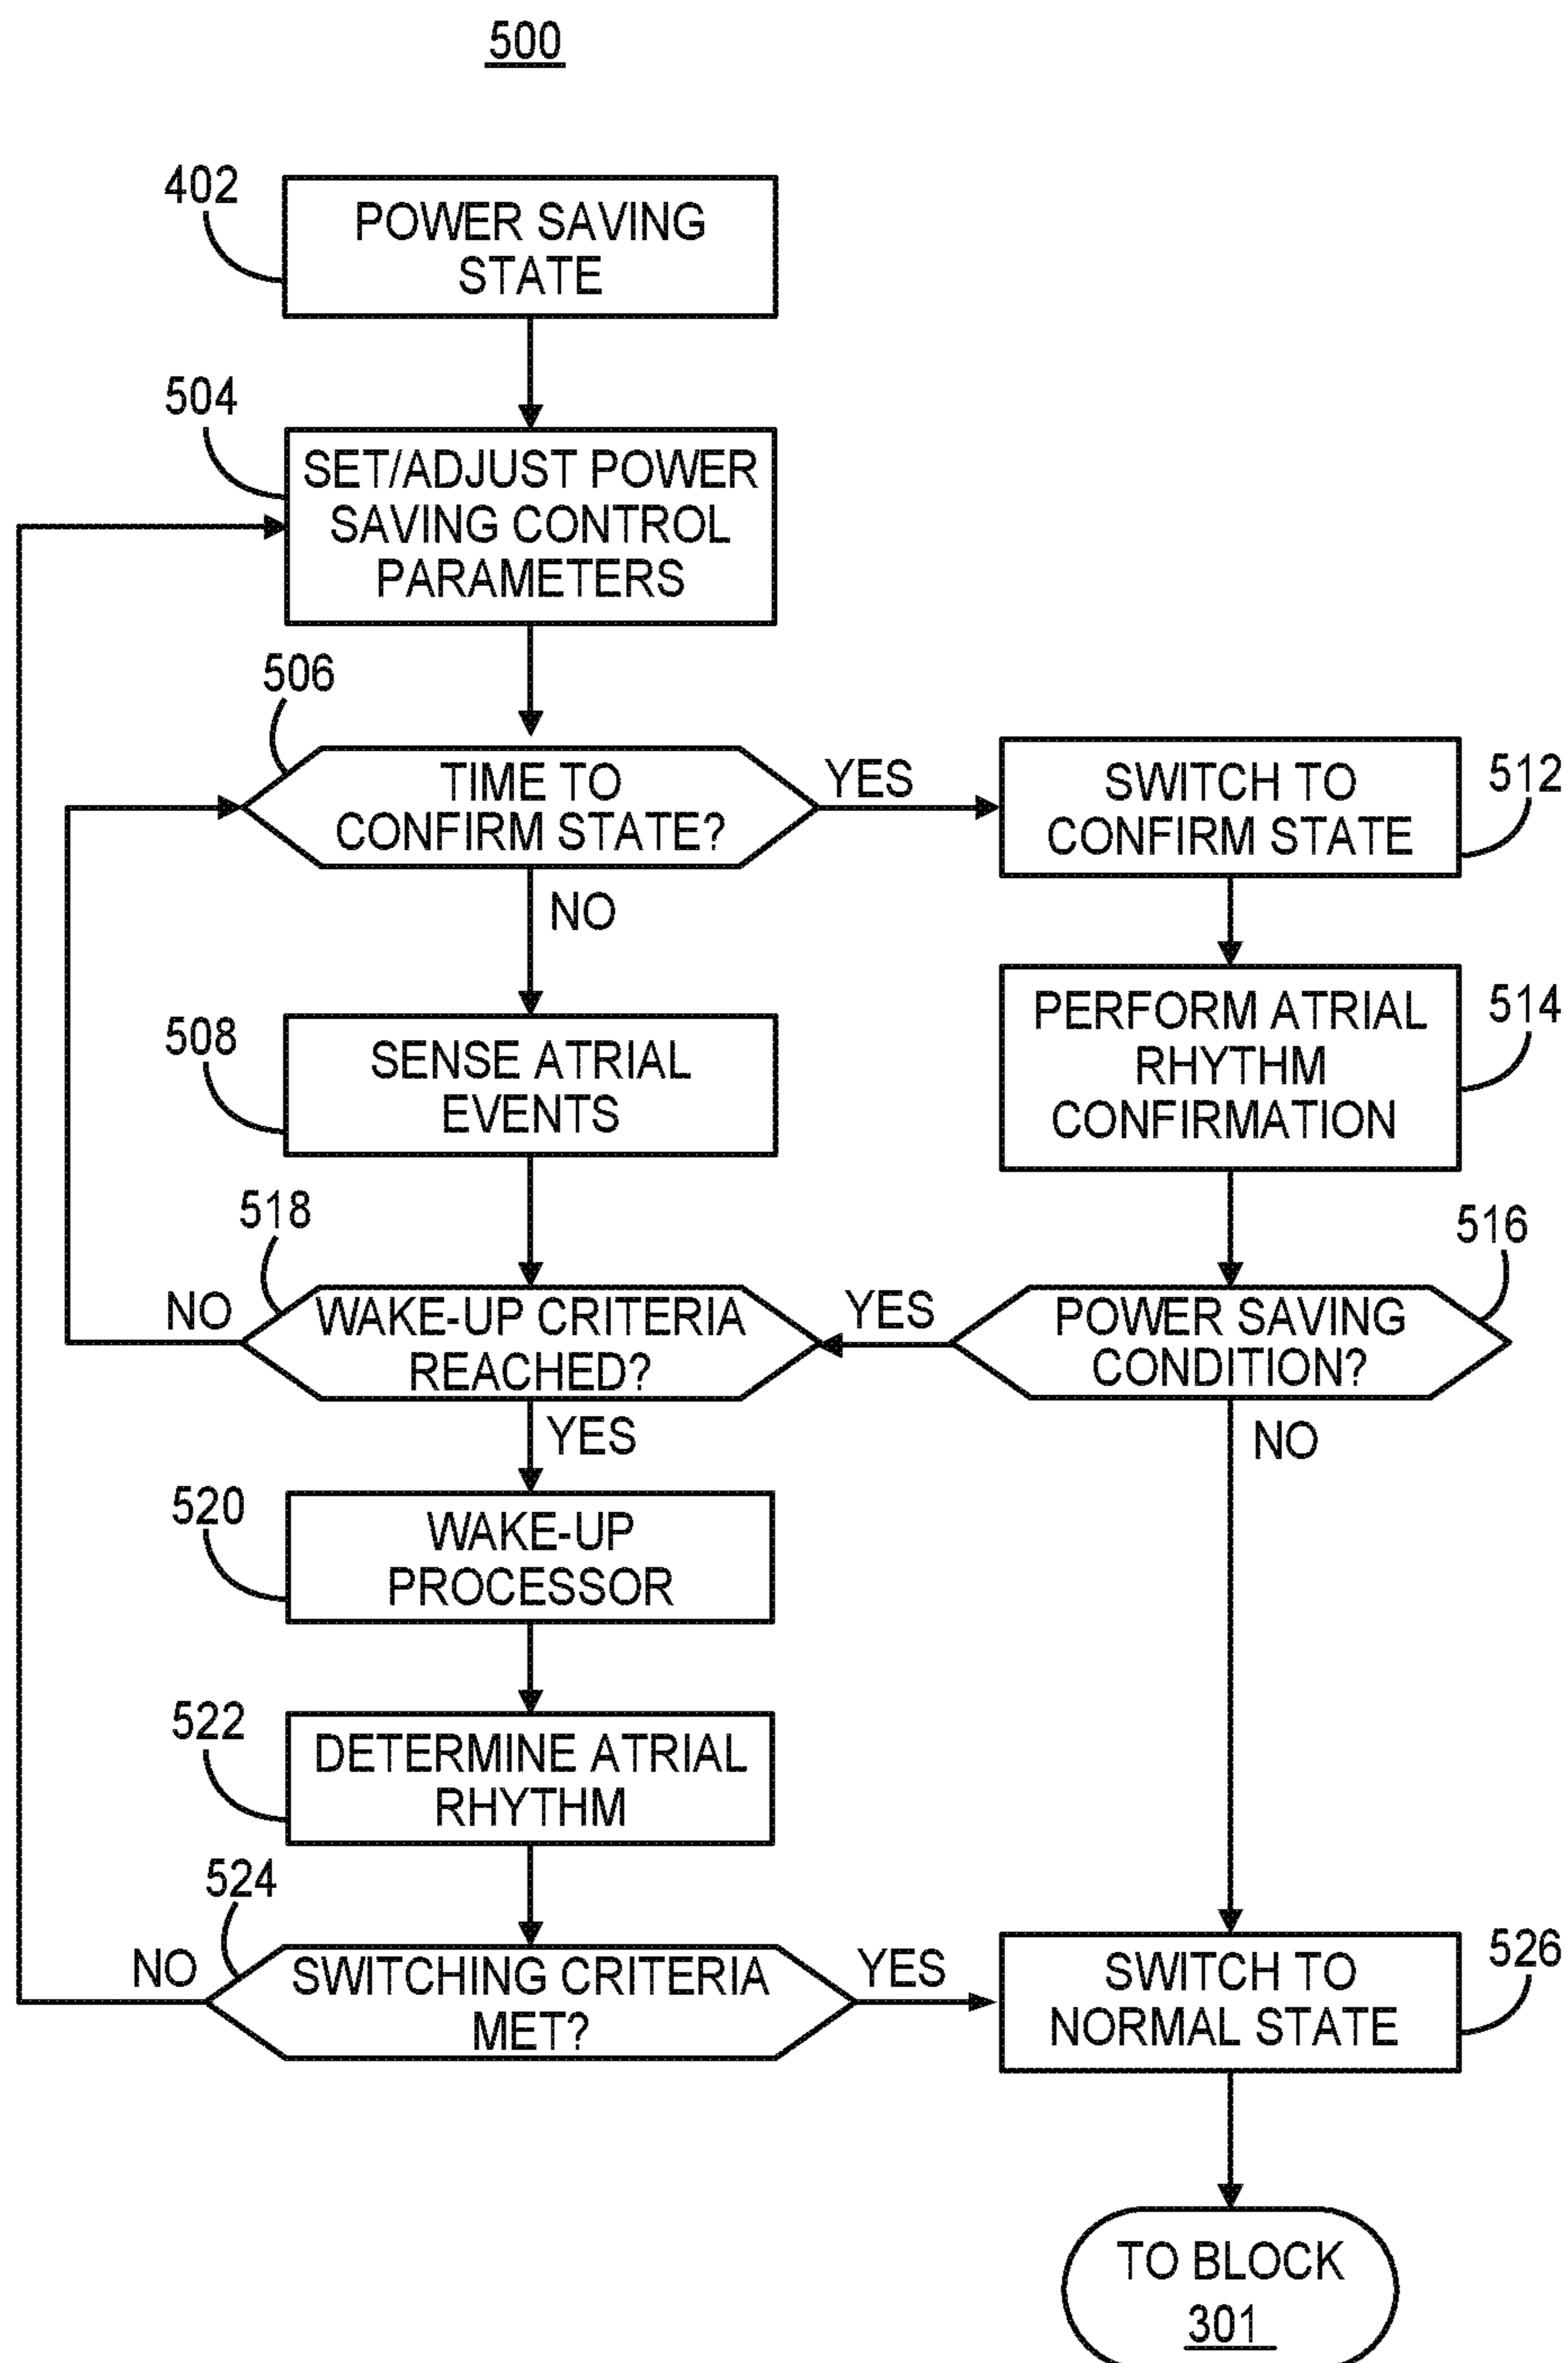 500
402
POWER SAVING
STATE
504
SET/ADJUST POWER
SAVING CONTROL
PARAMETERS
506
TIME TO
CONFIRM STATE?
YES
NO
SWITCH TO
CONFIRM STATE
512
508
SENSE ATRIAL
EVENTS
PERFORM ATRIAL
RHYTHM
CONFIRMATION
514
518
NO
WAKE-UP CRITERIA
REACHED?
YES
YES
POWER SAVING
CONDITION?
516
NO
520
WAKE-UP
PROCESSOR
522
DETERMINE ATRIAL
RHYTHM
524
NO
SWITCHING CRITERIA
MET?
YES
SWITCH TO
NORMAL STATE
526
TO BLOCK
301